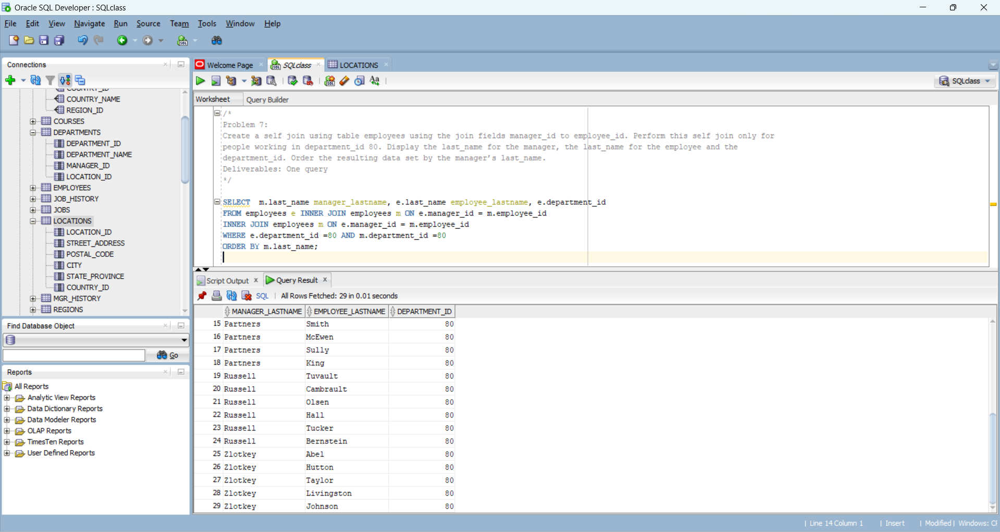 Oracle SQL Developer : SQLclass
File Edit View Navigate Run Source Team Tools Window Help
Connections
COUNTRY_ID
COUNTRY_NAME
REGION_ID
COURSES
DEPARTMENTS
DEPARTMENT_ID
DEPARTMENT_NAME
MANAGER_ID
LOCATION_ID
EMPLOYEES
JOB_HISTORY
JOBS
LOCATIONS
LOCATION_ID
STREET_ADDRESS
POSTAL_CODE
CITY
STATE_PROVINCE
COUNTRY_ID
MGR_HISTORY
REGIONS
Find Database Object
Go
Reports
All Reports
Analytic View Reports
Data Dictionary Reports
Data Modeler Reports
OLAP Reports
TimesTen Reports
User Defined Reports
Welcome Page SQLclass LOCATIONS
SQLclass
Worksheet Query Builder
/*
Problem 7:
Create a self join using table employees using the join fields manager_id to employee_id. Perform this self join only for
people working in department_id 80. Display the last_name for the manager, the last_name for the employee and the
department_id. Order the resulting data set by the manager's last_name.
Deliverables: One query
*/
SELECT m.last_name manager_lastname, e.last_name employee_lastname, e.department_id
FROM employees e INNER JOIN employees m ON e.manager_id = m.employee_id
INNER JOIN employees m ON e.manager_id = m.employee_id
WHERE e.department_id =80 AND m.department_id =80
ORDER BY m.last_name;
Script Output x Query Result x
SQL | All Rows Fetched: 29 in 0.01 seconds
MANAGER_LASTNAME EMPLOYEE_LASTNAME DEPARTMENT_ID
15 Partners Smith 80
16 Partners McEwen 80
17 Partners Sully 80
18 Partners King 80
19 Russell Tuvault 80
20 Russell Cambrault 80
21 Russell Olsen 80
22 Russell Hall 80
23 Russell Tucker 80
24 Russell Bernstein 80
25 Zlotkey Abel 80
26 Zlotkey Hutton 80
27 Zlotkey Taylor 80
28 Zlotkey Livingston 80
29 Zlotkey Johnson 80
| Line 14 Column 1 | Insert | Modified | Windows: CR